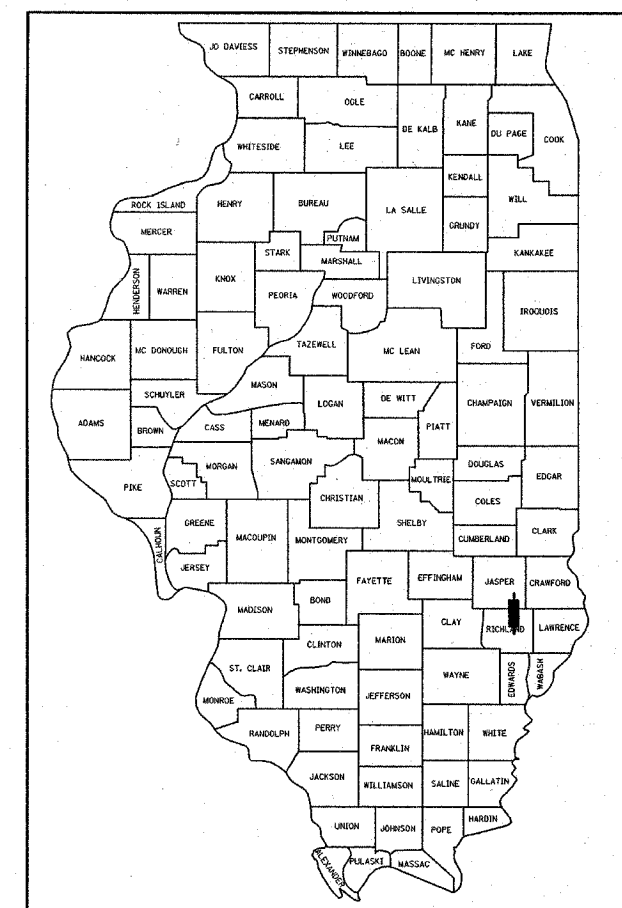 JO DAVIESS
STEPHENSON
WINNEBAGO
BOONE
MC HENRY
LAKE
CARROLL
OGLE
DE KALB
KANE
DU PAGE
COOK
WHITESIDE
LEE
KENDALL
WILL
ROCK ISLAND
HENRY
BUREAU
LA SALLE
GRUNDY
MERCER
PUTNAM
KANKAKEE
STARK
MARSHALL
HENDERSON
WARREN
KNOX
PEORIA
WOODFORD
LIVINGSTON
IROQUOIS
HANCOCK
MC DONOUGH
FULTON
TAZEWELL
MC LEAN
FORD
SCHUYLER
MASON
LOGAN
DE WITT
CHAMPAIGN
VERMILION
ADAMS
BROWN
CASS
MENARD
MACON
PIATT
PIKE
SCOTT
MORGAN
SANGAMON
MOULTRIE
DOUGLAS
EDGAR
CHRISTIAN
COLES
CALHOUN
GREENE
MACOUPIN
MONTGOMERY
SHELBY
CUMBERLAND
CLARK
JERSEY
FAYETTE
EFFINGHAM
JASPER
CRAWFORD
MADISON
BOND
CLAY
RICHLAND
LAWRENCE
CLINTON
MARION
ST. CLAIR
WAYNE
EDWARDS
WABASH
MONROE
WASHINGTON
JEFFERSON
RANDOLPH
PERRY
HAMILTON
WHITE
FRANKLIN
JACKSON
WILLIAMSON
SALINE
GALLATIN
UNION
JOHNSON
POPE
HARDIN
ALEXANDER
PULASKI
MASSAC